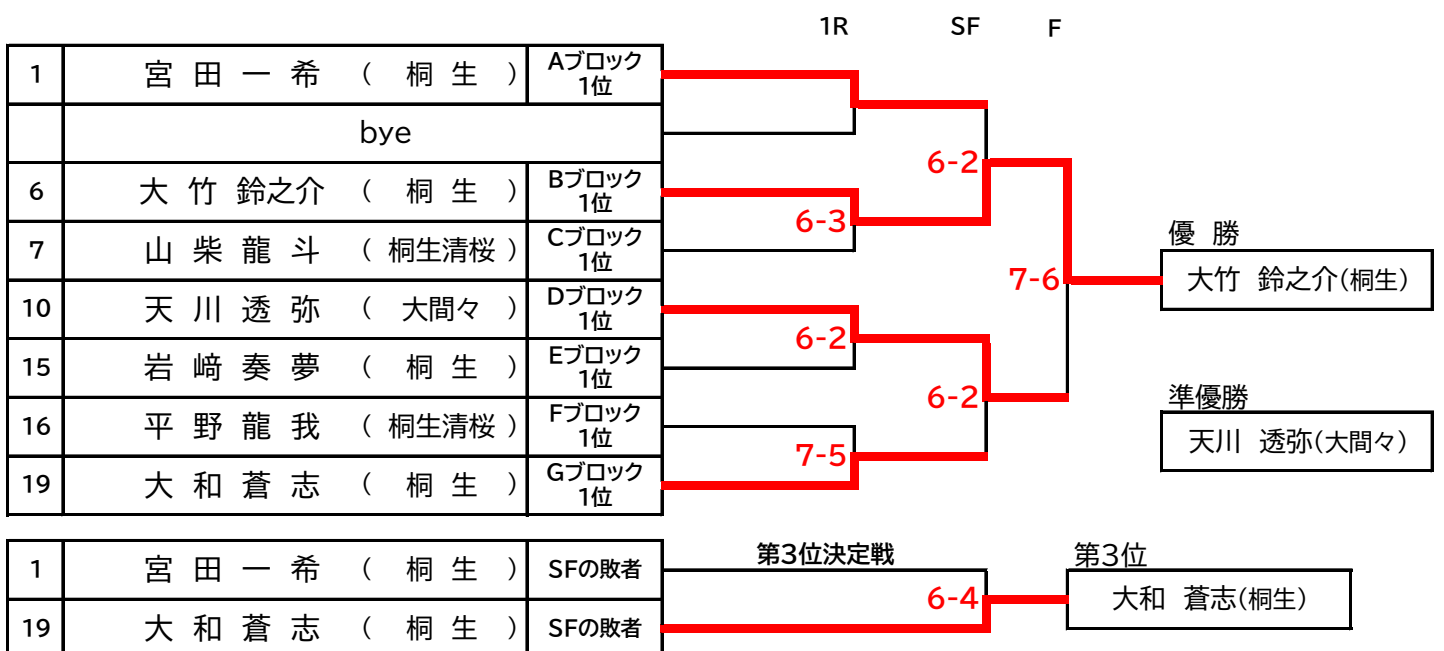 1R SF F
1 宮田一希 ( 桐生 ) Aブロック
1位
bye
6-2
6 大竹鈴之介 ( 桐生 ) Bブロック
1位
6-3
7 山柴龍斗 ( 桐生清桜 ) Cブロック
1位
優勝
7-6
大竹 鈴之介(桐生)
10 天川透弥 ( 大間々 ) Dブロック
1位
6-2
15 岩﨑奏夢 ( 桐生 ) Eブロック
1位
6-2
準優勝
16 平野龍我 ( 桐生清桜 ) Fブロック
1位
天川 透弥(大間々)
7-5
19 大和蒼志 ( 桐生 ) Gブロック
1位
第3位決定戦
第3位
1 宮田一希 ( 桐生 ) SFの敗者
6-4
大和 蒼志(桐生)
19 大和蒼志 ( 桐生 ) SFの敗者